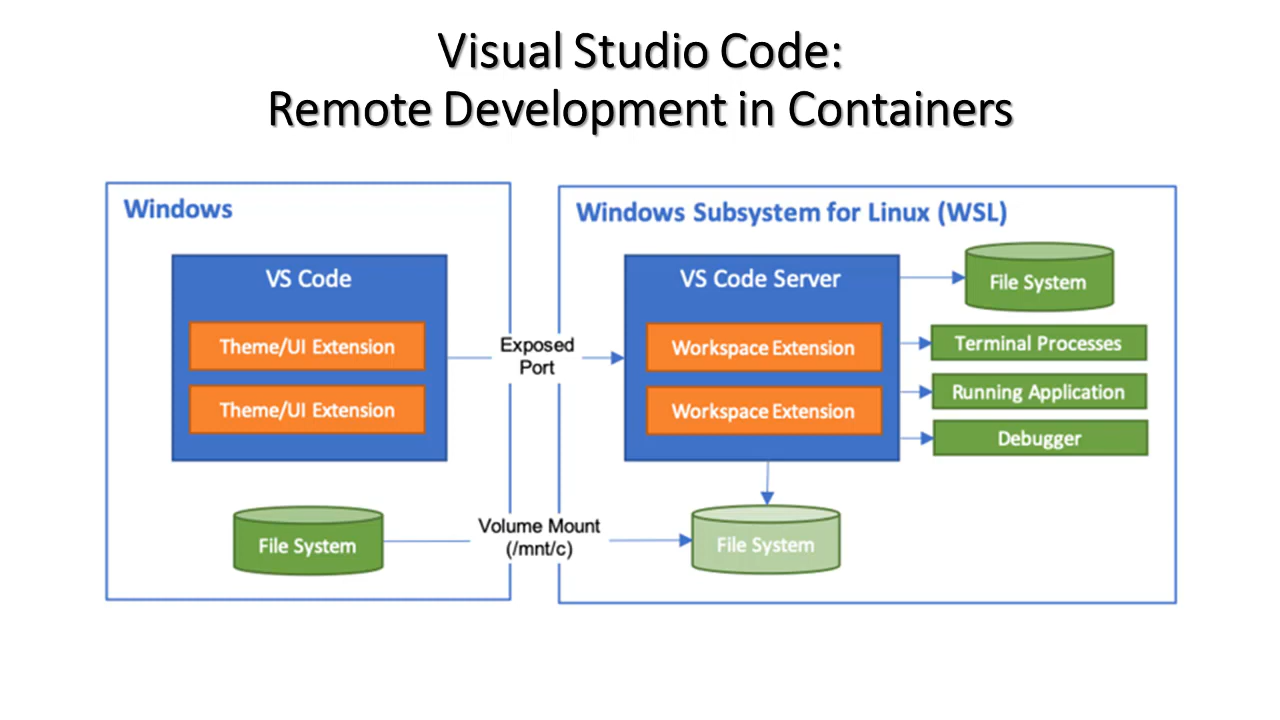 Visual Studio Code:
Remote Development in Containers
Windows
VS Code
Theme/UI Extension
Theme/UI Extension
File System
Exposed
Port
Volume Mount
(/mnt/c)
Windows Subsystem for Linux (WSL)
VS Code Server
Workspace Extension
Workspace Extension
File System
Terminal Processes
Running Application
Debugger
File System